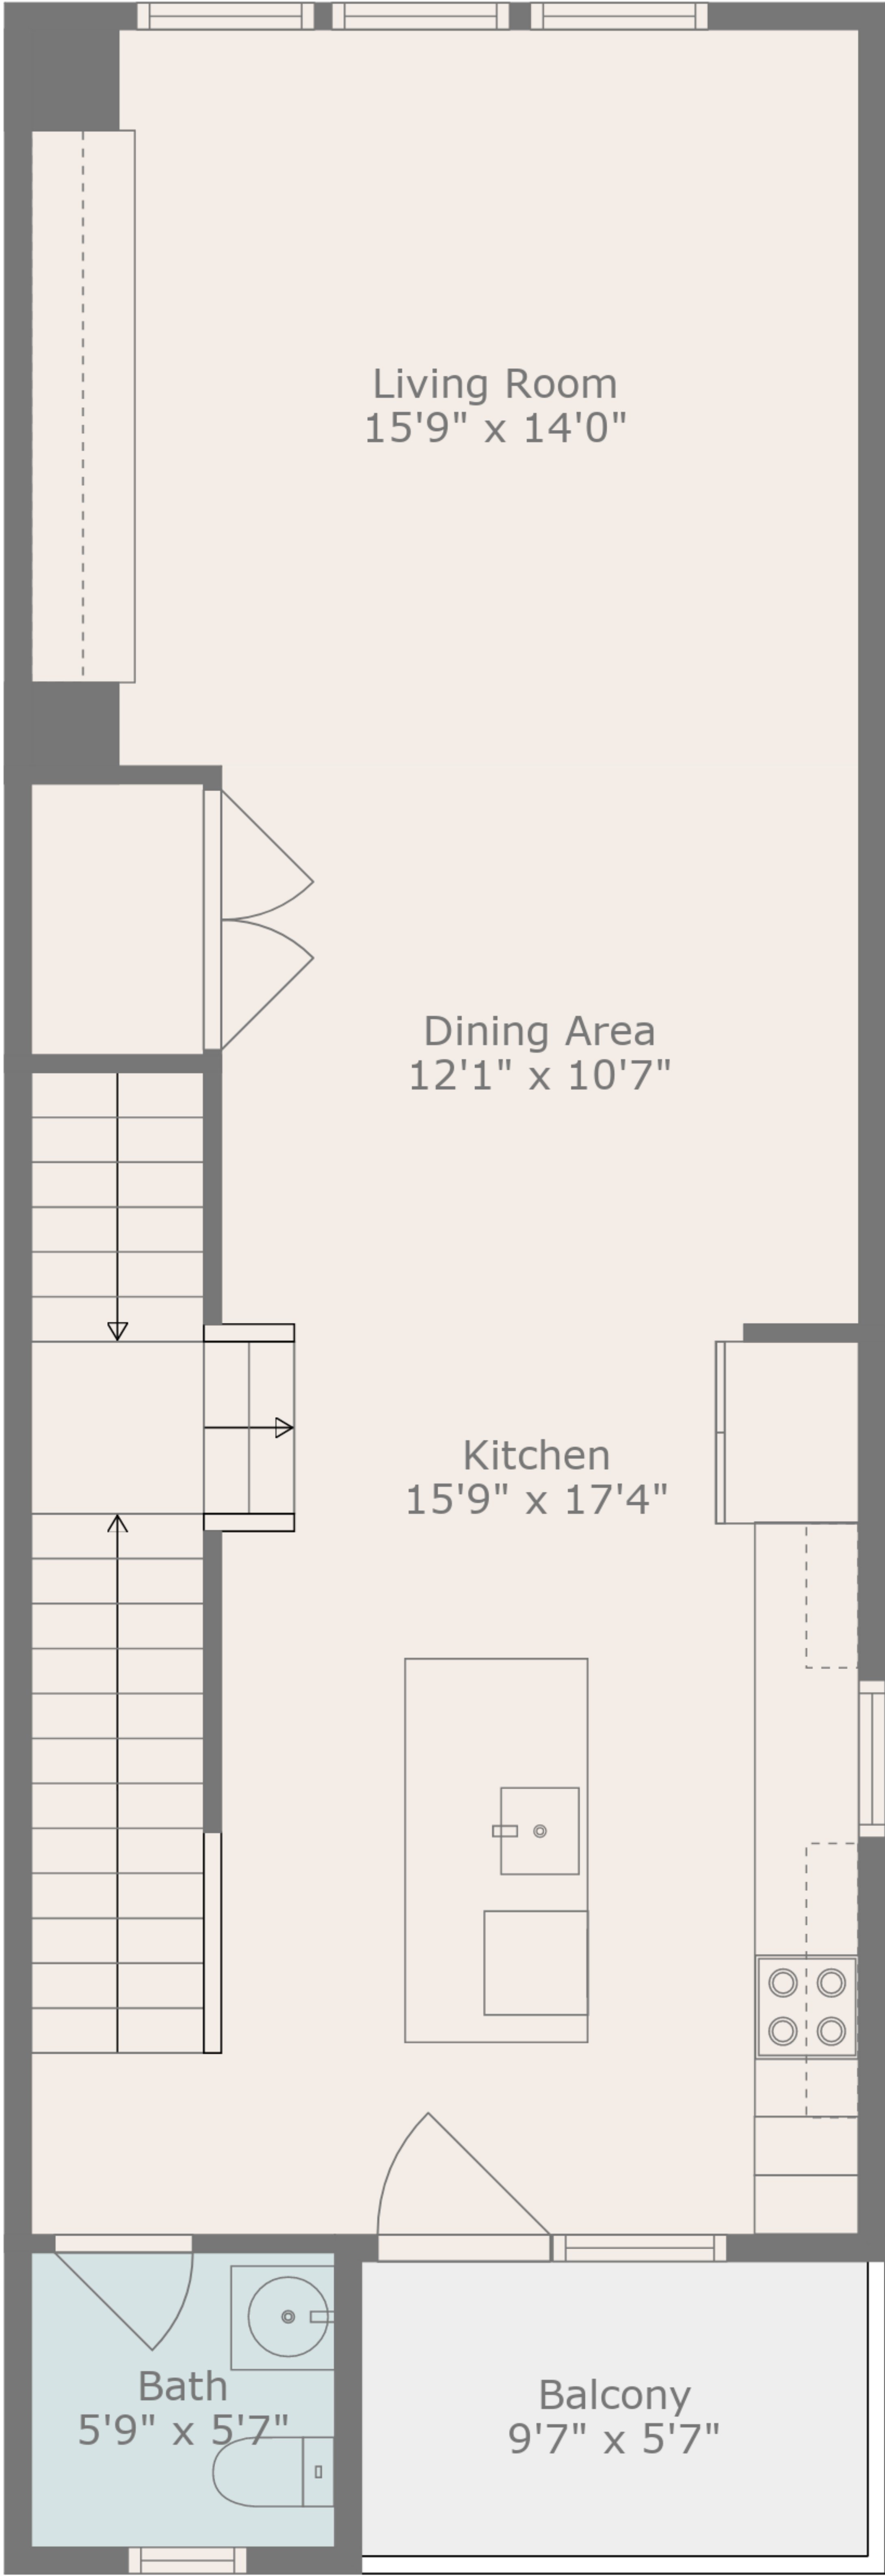 Living Room
15'9" x 14'0"
Dining Area
12'1" x 10'7"
Kitchen
15'9" x 17'4"
Bath
5'9" x 5'7"
Balcony
9'7" x 5'7"